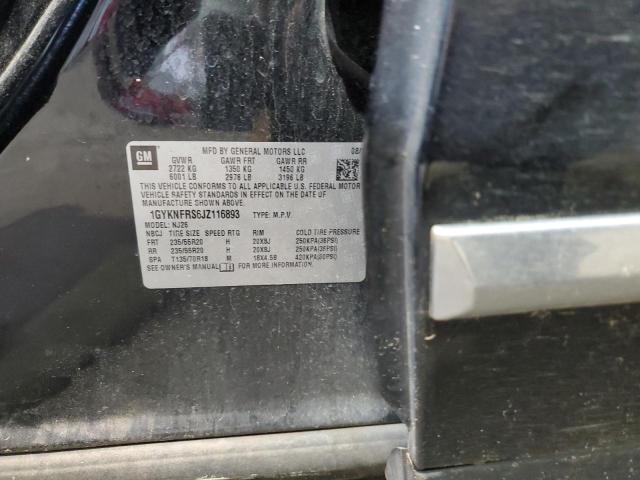 GM
MFD BY GENERAL MOTORS LLC 08/
GVWR GAWR FRT GAWR RR
2722 KG 1350 KG 1450 KG
6001 LB 2976 LB 3196 LB
THIS VEHICLE CONFORMS TO ALL APPLICABLE U.S. FEDERAL MOTOR
VEHICLE SAFETY STANDARDS IN EFFECT ON THE DATE OF
MANUFACTURE SHOWN ABOVE.
1GYKNFRS6JZ116893 TYPE: M.P.V.
MODEL: NJ26
NBCJ TIRE SIZE SPEED RTG RIM COLD TIRE PRESSURE
FRT 235/55R20 H 20X8J 250KPA(36PSI)
RR 235/55R20 H 20X8J 250KPA(36PSI)
SPA T135/70R18 M 18X4.5B 420KPA(60PSI)
SEE OWNER'S MANUAL FOR MORE INFORMATION.